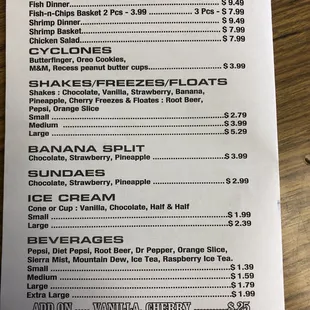 Fish Dinner.................................................$ 9.49
Fish-n-Chips Basket 2 Pcs - 3.99 ................... 3 Pcs - $ 7.99
Shrimp Dinner.............................................$ 9.49
Shrimp Basket.............................................$ 7.99
Chicken Salad.............................................$ 7.99
CYCLONES
Butterfinger, Oreo Cookies,
M&M, Recess peanut butter cups.........................$ 3.99
SHAKES/FREEZES/FLOATS
Shakes : Chocolate, Vanilla, Strawberry, Banana,
Pineapple, Cherry Freezes & Floates : Root Beer,
Pepsi, Orange Slice
Small .........................................................$ 2.79
Medium .....................................................$ 3.99
Large .........................................................$ 5.29
BANANA SPLIT
Chocolate, Strawberry, Pineapple ........................$ 3.99
SUNDAES
Chocolate, Strawberry, Pineapple ........................$ 2.99
ICE CREAM
Cone or Cup : Vanilla, Chocolate, Half & Half
Small .........................................................$ 1.99
Large .........................................................$ 2.39
BEVERAGES
Pepsi, Diet Pepsi, Root Beer, Dr Pepper, Orange Slice,
Sierra Mist, Mountain Dew, Ice Tea, Raspberry Ice Tea.
Small .........................................................$ 1.39
Medium ......................................................$ 1.59
Large .........................................................$ 1.79
Extra Large .................................................$ 1.99
ADD ON ..... VANILLA, CHERRY ..........$ .25